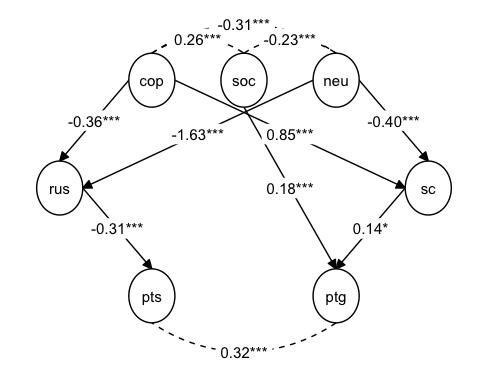 -0.31***
0.26*** -0.23***
cop soc neu
-0.36*** -1.63*** 0.85*** -0.40***
rus 0.18*** sc
-0.31*** 0.14*
pts ptg
0.32***